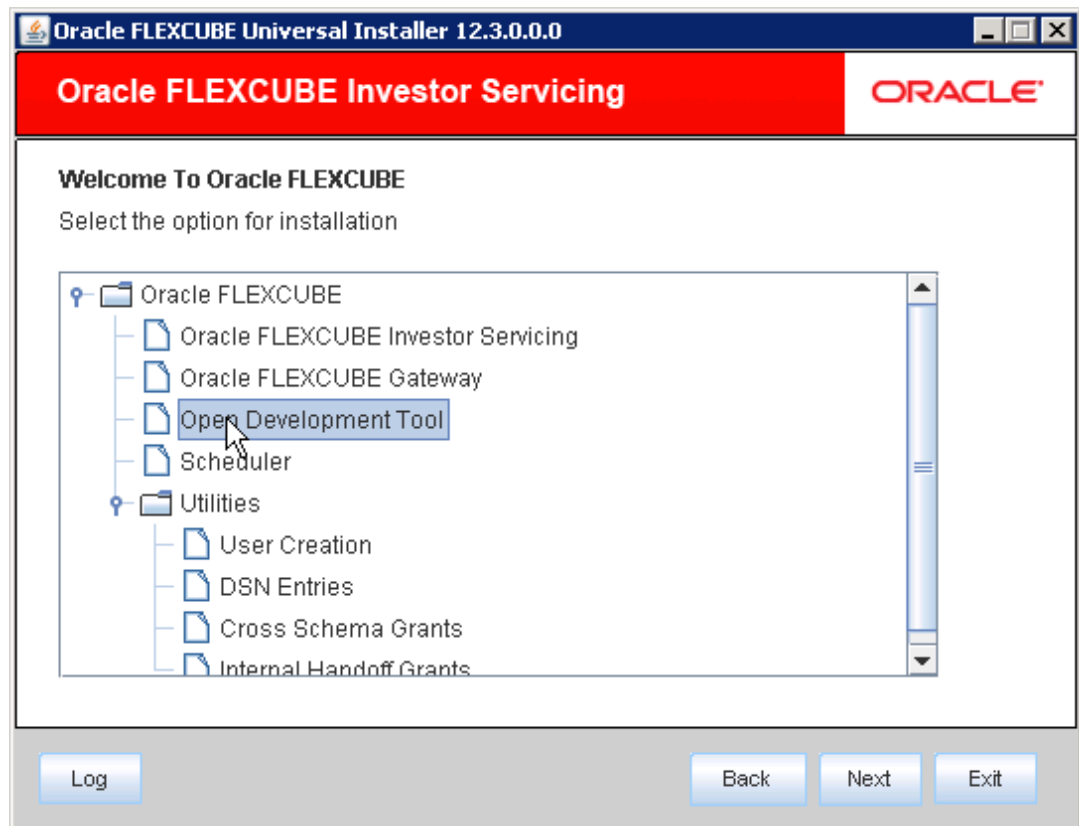 Oracle FLEXCUBE Universal Installer 12.3.0.0.0
Oracle FLEXCUBE Investor Servicing
ORACLE
Welcome To Oracle FLEXCUBE
Select the option for installation
Oracle FLEXCUBE
Oracle FLEXCUBE Investor Servicing
Oracle FLEXCUBE Gateway
Open Development Tool
Scheduler
Utilities
User Creation
DSN Entries
Cross Schema Grants
Internal Handoff Grants
Log
Back
Next
Exit